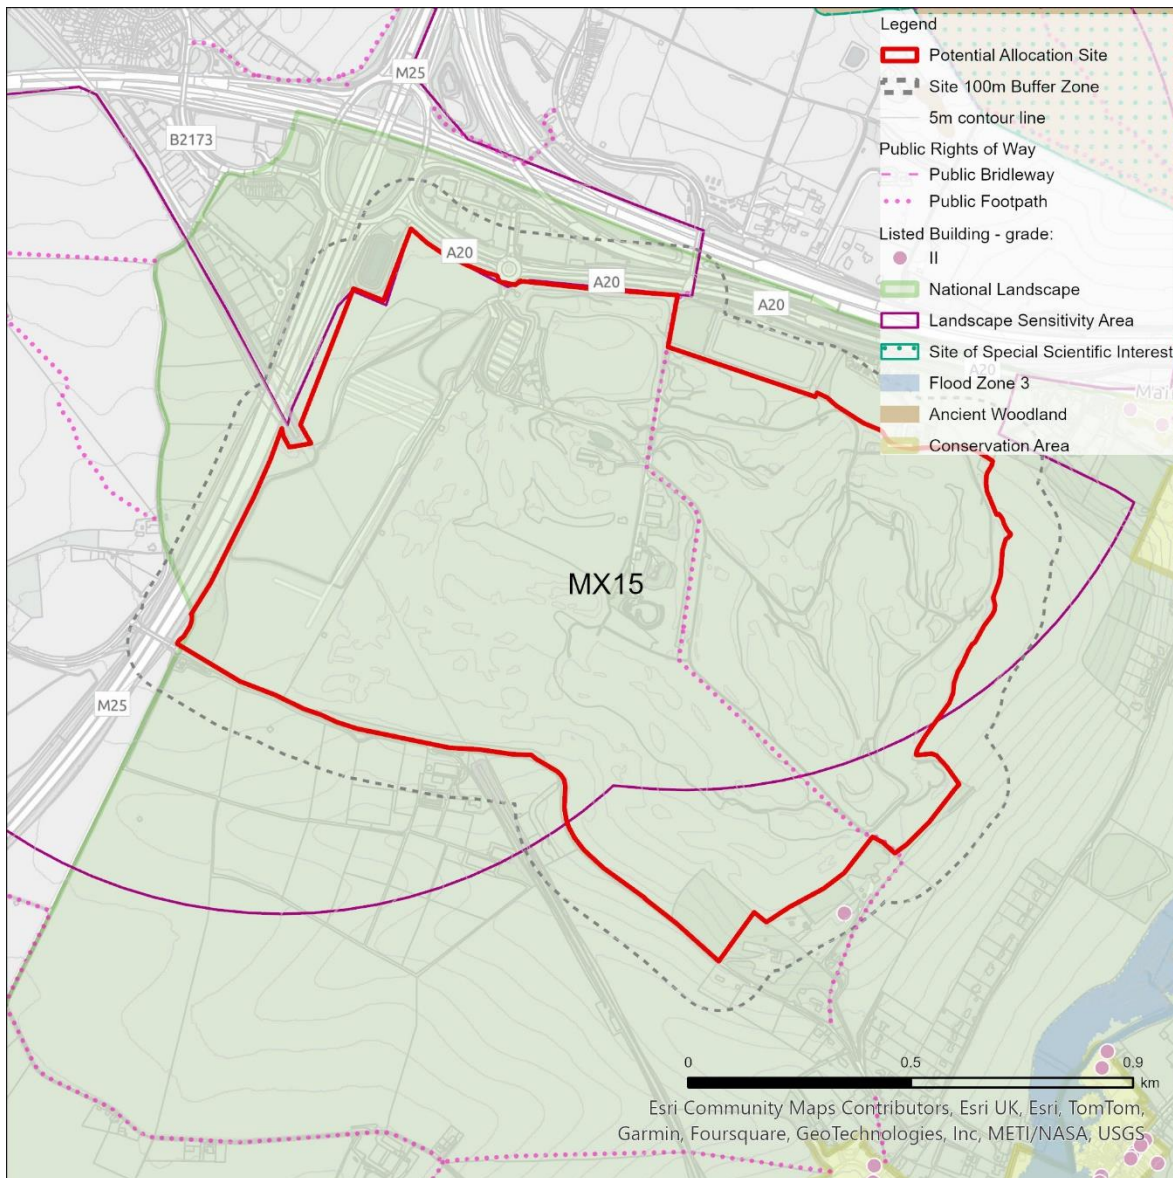 Legend
Potential Allocation Site
Site 100m Buffer Zone
5m contour line
Public Rights of Way
Public Bridleway
Public Footpath
Listed Building - grade:
II
National Landscape
Landscape Sensitivity Area
Site of Special Scientific Interest
Flood Zone 3
Ancient Woodland
Conservation Area
M25
B2173
A20
A20
A20
A20
MX15
M25
0 0.5 0.9
km
Esri Community Maps Contributors, Esri UK, Esri, TomTom,
Garmin, Foursquare, GeoTechnologies, Inc, METI/NASA, USGS